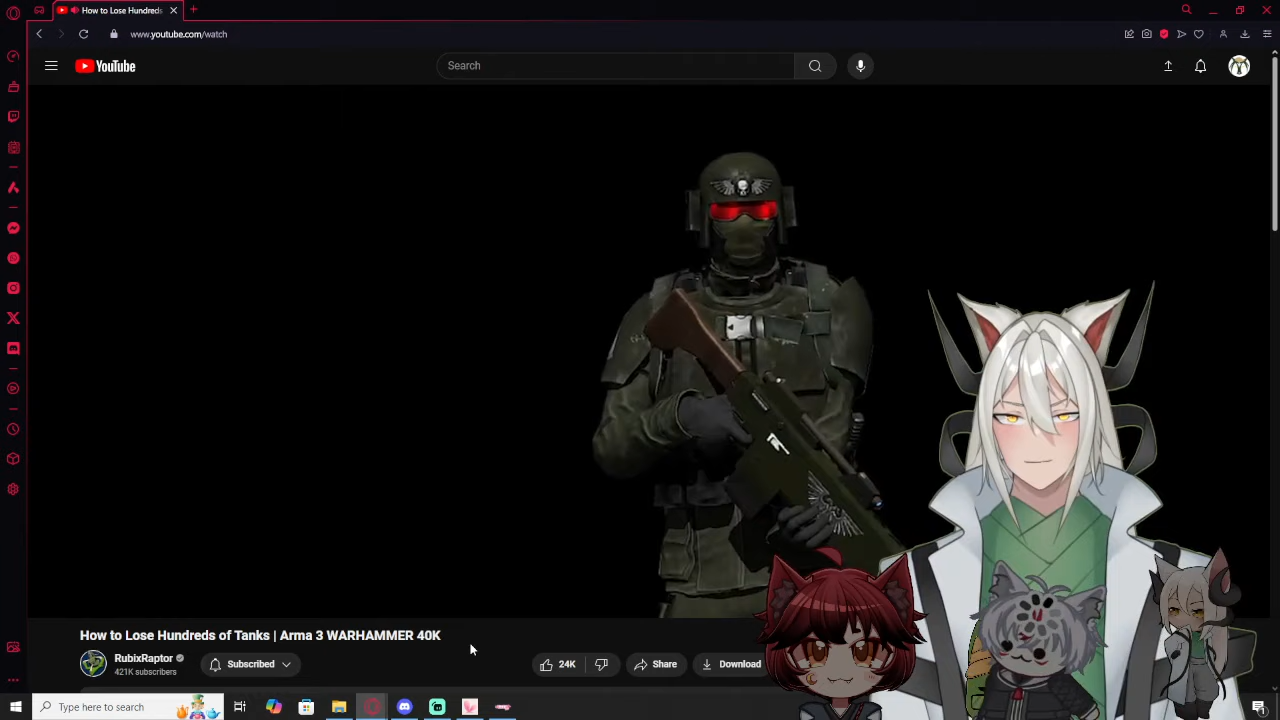 How to Lose Hundreds
www.youtube.com/watch
YouTube
Search
How to Lose Hundreds of Tanks | Arma 3 WARHAMMER 40K
RubixRaptor
421K subscribers
Subscribed
24K
Share
Download
Type here to search